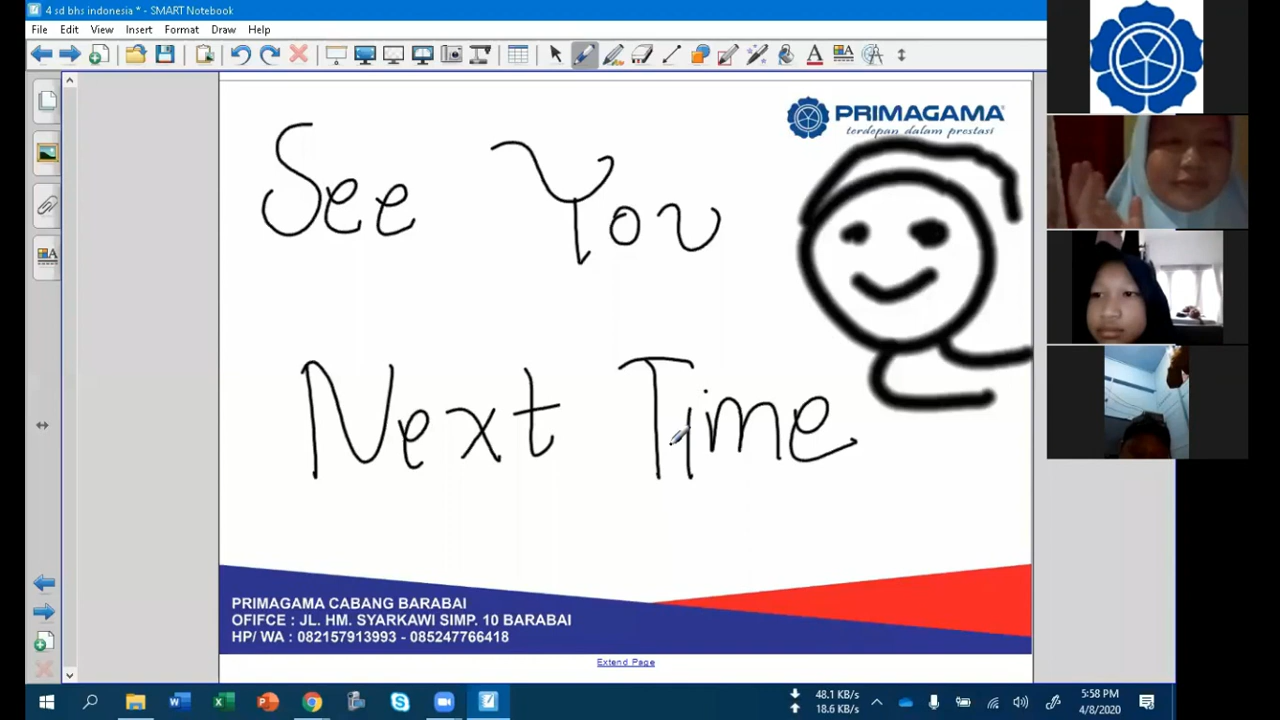 4 sd bhs indonesia * - SMART Notebook
File Edit View Insert Format Draw Help
PRIMAGAMA
terdepan dalam prestasi
See You
Next Time
PRIMAGAMA CABANG BARABAI
OFIFCE : JL. HM. SYARKAWI SIMP. 10 BARABAI
HP/ WA : 082157913993 - 085247766418
Extend Page
48.1 KB/s
18.6 KB/s
5:58 PM
4/8/2020